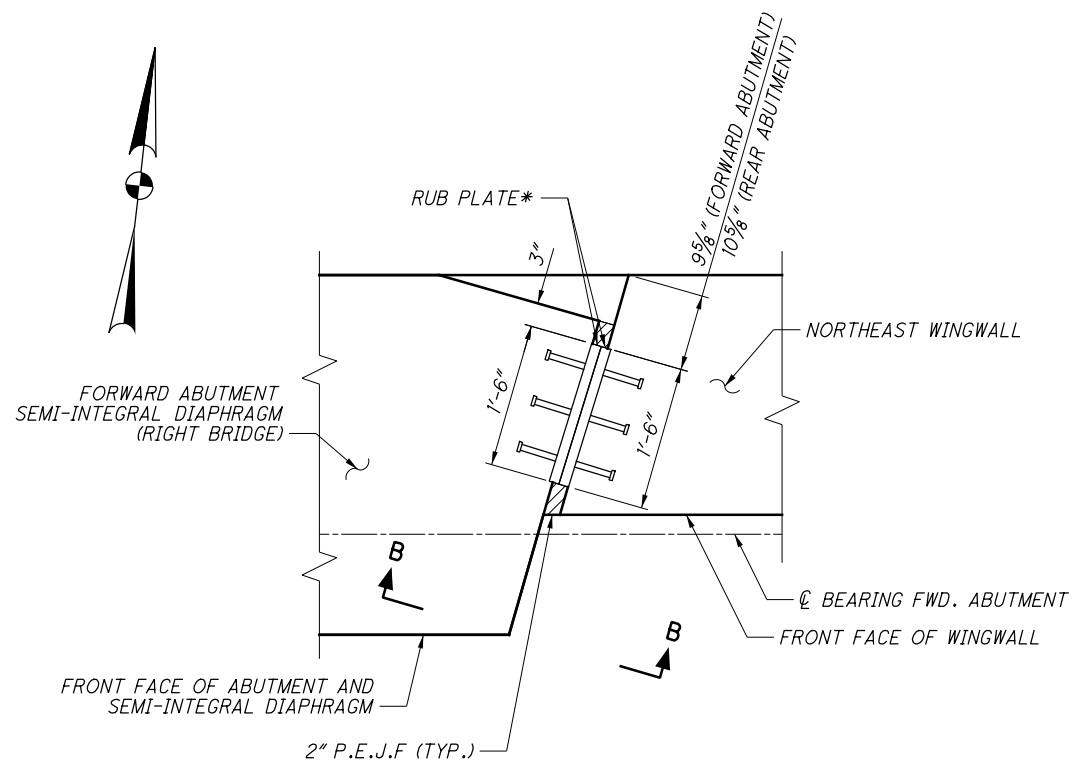 9⅝" (FORWARD ABUTMENT)
10⅝" (REAR ABUTMENT)
RUB PLATE*
3"
NORTHEAST WINGWALL
FORWARD ABUTMENT
SEMI-INTEGRAL DIAPHRAGM
(RIGHT BRIDGE)
1'-6"
1'-6"
B
B
℄ BEARING FWD. ABUTMENT
FRONT FACE OF WINGWALL
FRONT FACE OF ABUTMENT AND
SEMI-INTEGRAL DIAPHRAGM
2" P.E.J.F (TYP.)